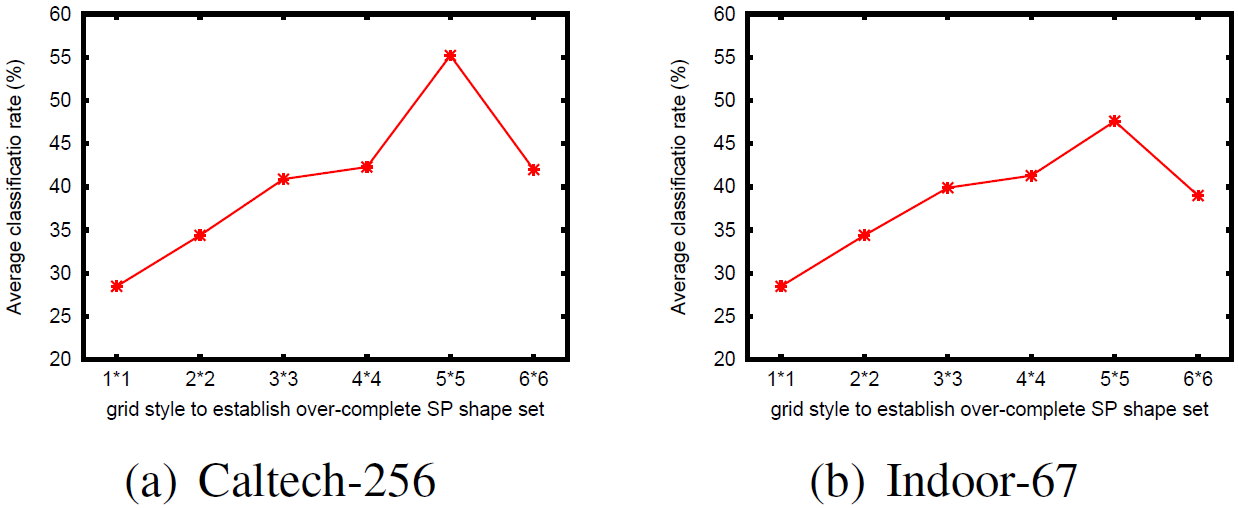 60
55
50
45
40
35
30
25
20
Average classificatio rate (%)
1*1 2*2 3*3 4*4 5*5 6*6
grid style to establish over-complete SP shape set
(a) Caltech-256
60
55
50
45
40
35
30
25
20
Average classificatio rate (%)
1*1 2*2 3*3 4*4 5*5 6*6
grid style to establish over-complete SP shape set
(b) Indoor-67